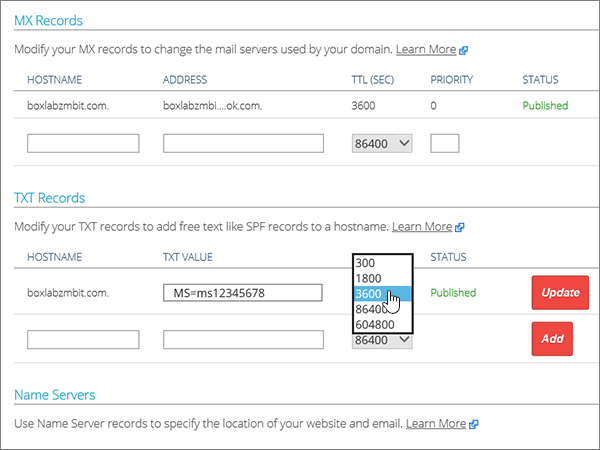 MX Records
Modify your MX records to change the mail servers used by your domain. Learn More
HOSTNAME ADDRESS TTL (SEC) PRIORITY STATUS
boxlabzmbit.com. boxlabzmbi....ok.com. 3600 0 Published
86400
TXT Records
Modify your TXT records to add free text like SPF records to a hostname. Learn More
HOSTNAME TXT VALUE STATUS
300
1800
boxlabzmbit.com. MS=ms12345678 3600 Published Update
86400
604800
86400 Add
Name Servers
Use Name Server records to specify the location of your website and email. Learn More